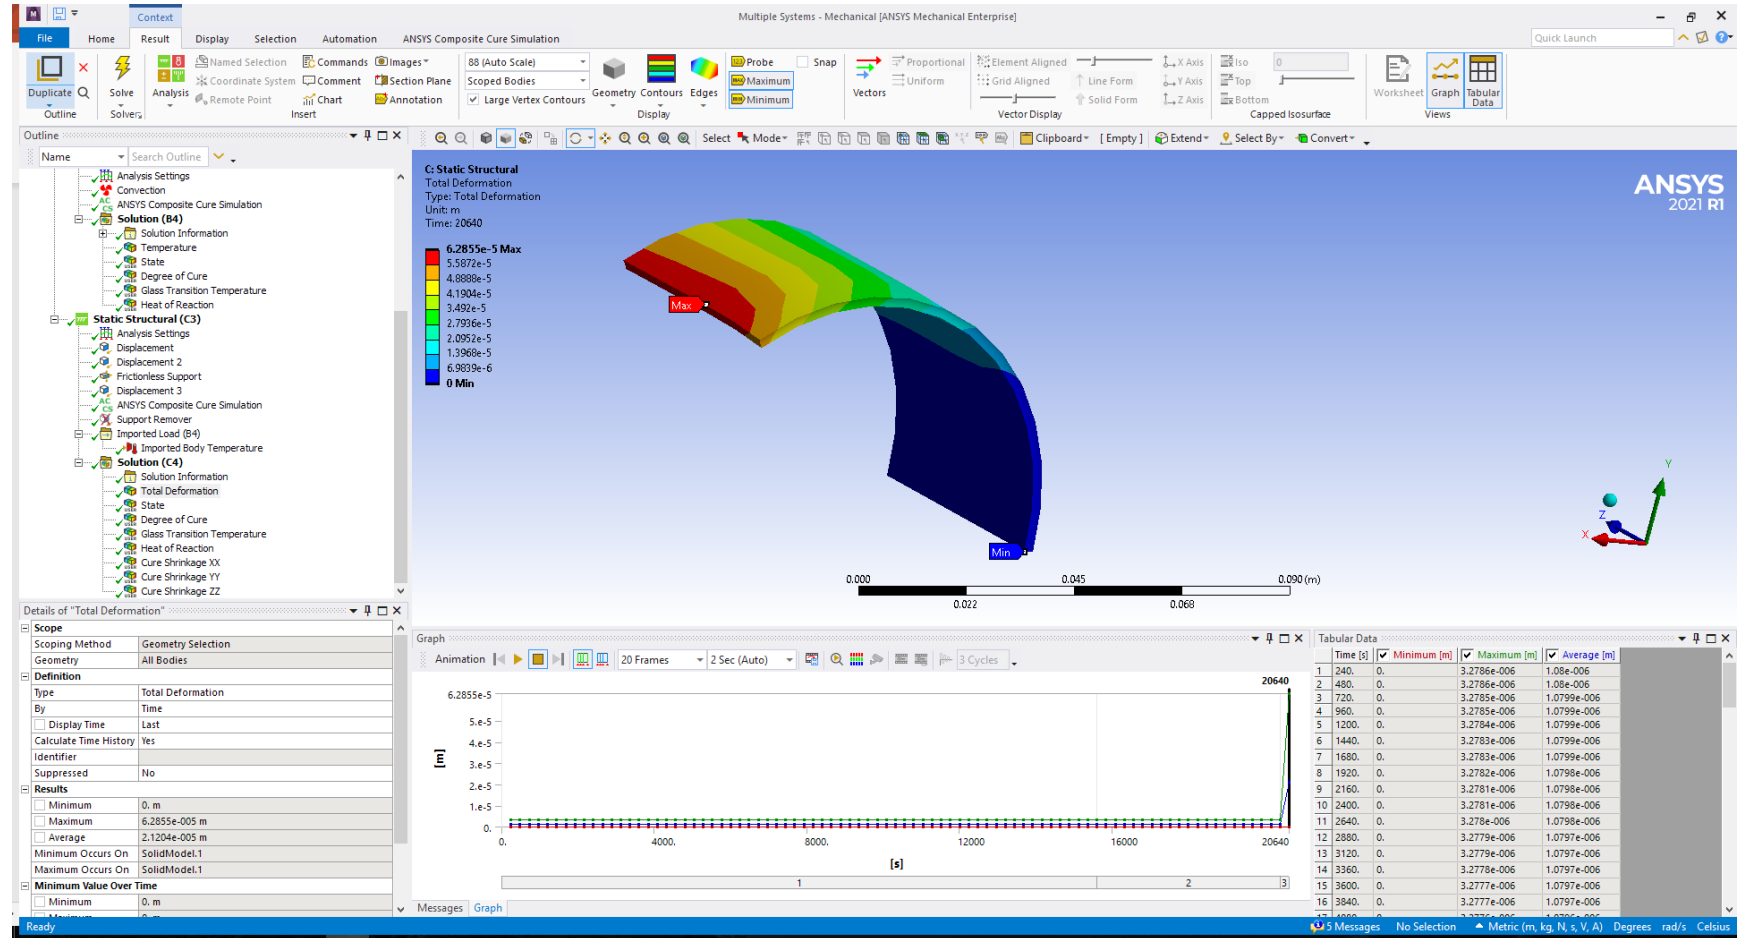 Context
Multiple Systems - Mechanical [ANSYS Mechanical Enterprise]
File Home Result Display Selection Automation ANSYS Composite Cure Simulation
Quick Launch
Duplicate
Outline
Solve
Solvers
Analysis
Named Selection
Coordinate System
Remote Point
Commands
Comment
Chart
Images
Section Plane
Annotation
Insert
88 (Auto Scale)
Scoped Bodies
Large Vertex Contours
Geometry Contours Edges
Probe
Maximum
Minimum
Snap
Display
Vectors
Proportional
Uniform
Element Aligned
Grid Aligned
Line Form
Solid Form
X Axis
Y Axis
Z Axis
Vector Display
Iso
Top
Bottom
0
Capped Isosurface
Worksheet Graph Tabular Data
Views
Outline
Name Search Outline
Select Mode Clipboard [ Empty ] Extend Select By Convert
Analysis Settings
Convection
ANSYS Composite Cure Simulation
Solution (B4)
Solution Information
Temperature
State
Degree of Cure
Glass Transition Temperature
Heat of Reaction
Static Structural (C3)
Analysis Settings
Displacement
Displacement 2
Frictionless Support
Displacement 3
ANSYS Composite Cure Simulation
Support Remover
Imported Load (B4)
Imported Body Temperature
Solution (C4)
Solution Information
Total Deformation
State
Degree of Cure
Glass Transition Temperature
Heat of Reaction
Cure Shrinkage XX
Cure Shrinkage YY
Cure Shrinkage ZZ
C: Static Structural
Total Deformation
Type: Total Deformation
Unit: m
Time: 20640
6.2855e-5 Max
5.5872e-5
4.8888e-5
4.1904e-5
3.492e-5
2.7936e-5
2.0952e-5
1.3968e-5
6.9839e-6
0 Min
Max
Min
ANSYS
2021 R1
Y
Z
X
0.000 0.045 0.090 (m)
0.022 0.068
Details of "Total Deformation"
Scope
Scoping Method Geometry Selection
Geometry All Bodies
Definition
Type Total Deformation
By Time
Display Time Last
Calculate Time History Yes
Identifier
Suppressed No
Results
Minimum 0. m
Maximum 6.2855e-005 m
Average 2.1204e-005 m
Minimum Occurs On SolidModel.1
Maximum Occurs On SolidModel.1
Minimum Value Over Time
Minimum 0. m
Graph
Animation 20 Frames 2 Sec (Auto) 3 Cycles
20640
6.2855e-5
5.e-5
4.e-5
3.e-5
2.e-5
1.e-5
0.
[m]
0. 4000. 8000. 12000 16000 20640
[s]
1 2 3
Messages Graph
Tabular Data
Time [s] Minimum [m] Maximum [m] Average [m]
1 240. 0. 3.2786e-006 1.08e-006
2 480. 0. 3.2786e-006 1.08e-006
3 720. 0. 3.2785e-006 1.0799e-006
4 960. 0. 3.2785e-006 1.0799e-006
5 1200. 0. 3.2784e-006 1.0799e-006
6 1440. 0. 3.2783e-006 1.0799e-006
7 1680. 0. 3.2783e-006 1.0799e-006
8 1920. 0. 3.2782e-006 1.0798e-006
9 2160. 0. 3.2781e-006 1.0798e-006
10 2400. 0. 3.2781e-006 1.0798e-006
11 2640. 0. 3.278e-006 1.0798e-006
12 2880. 0. 3.2779e-006 1.0797e-006
13 3120. 0. 3.2779e-006 1.0797e-006
14 3360. 0. 3.2778e-006 1.0797e-006
15 3600. 0. 3.2777e-006 1.0797e-006
16 3840. 0. 3.2777e-006 1.0797e-006
Ready
5 Messages No Selection Metric (m, kg, N, s, V, A) Degrees rad/s Celsius